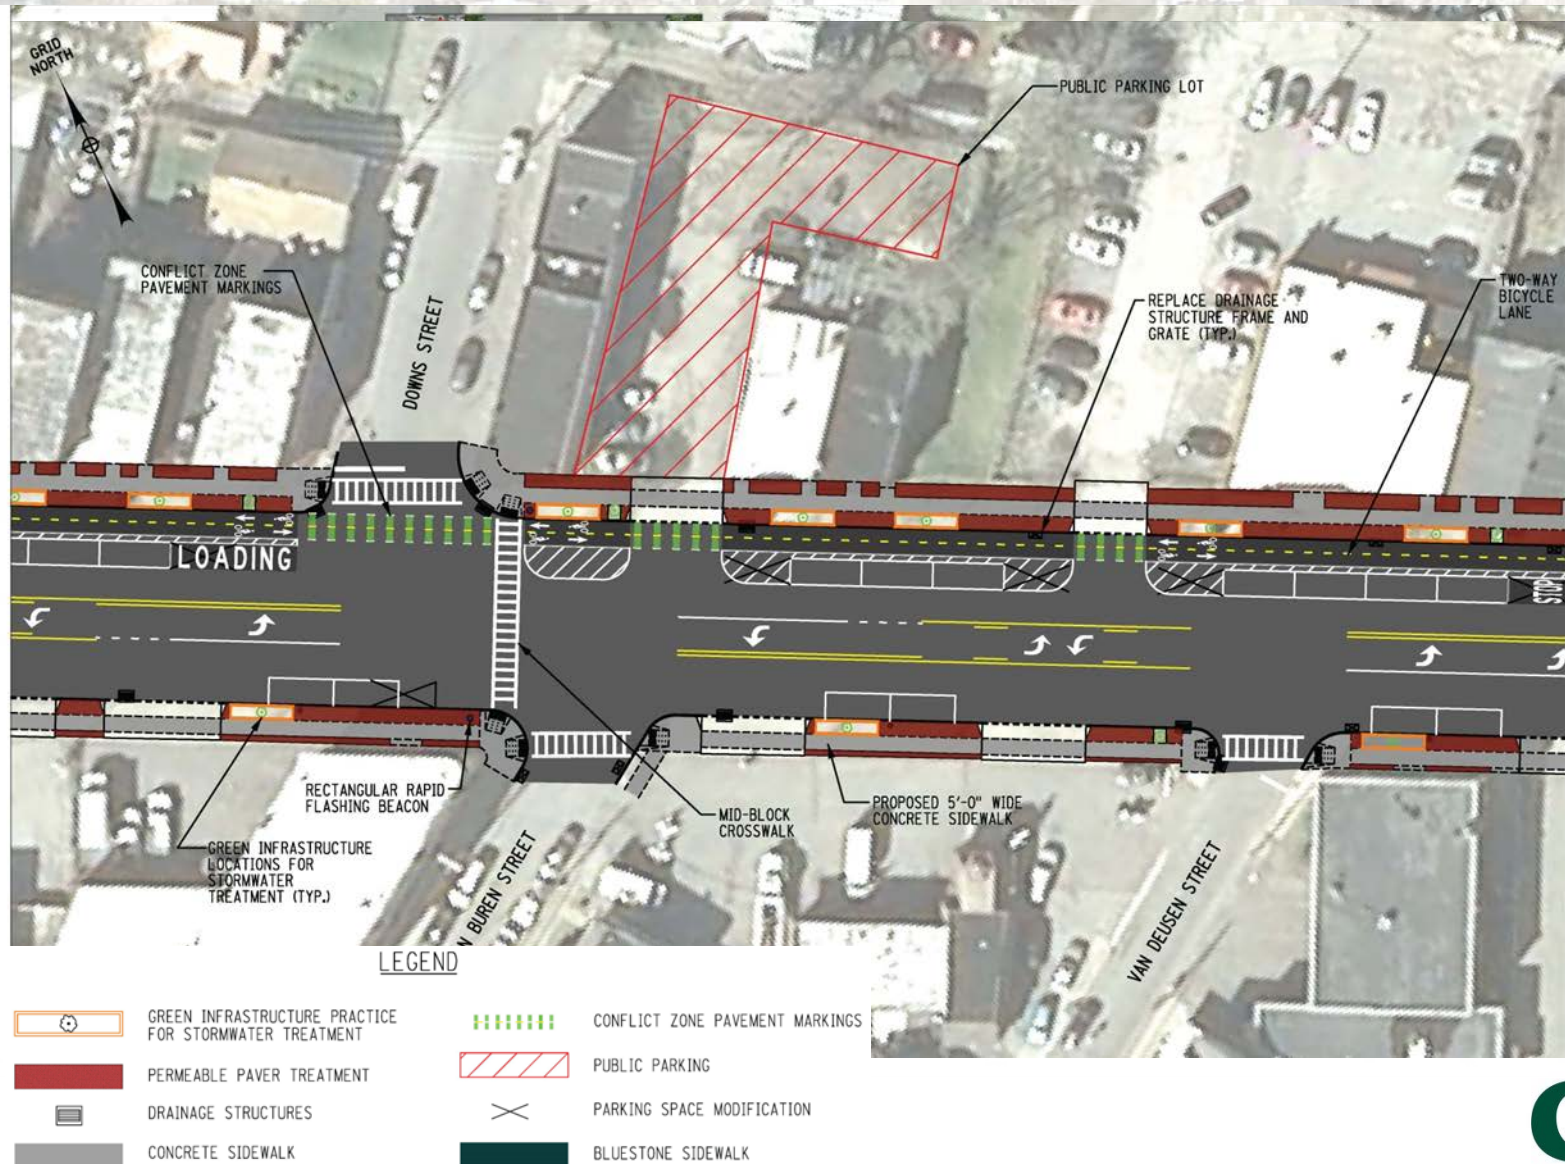 GRID
NORTH
PUBLIC PARKING LOT
CONFLICT ZONE
PAVEMENT MARKINGS
DOWNS STREET
REPLACE DRAINAGE
STRUCTURE FRAME AND
GRATE (TYP.)
TWO-WAY
BICYCLE
LANE
LOADING
STOP
RECTANGULAR RAPID
FLASHING BEACON
MID-BLOCK
CROSSWALK
PROPOSED 5'-0" WIDE
CONCRETE SIDEWALK
GREEN INFRASTRUCTURE
LOCATIONS FOR
STORMWATER
TREATMENT (TYP.)
N BUREN STREET
VAN DEUSEN STREET
LEGEND
GREEN INFRASTRUCTURE PRACTICE
FOR STORMWATER TREATMENT
PERMEABLE PAVER TREATMENT
DRAINAGE STRUCTURES
CONCRETE SIDEWALK
CONFLICT ZONE PAVEMENT MARKINGS
PUBLIC PARKING
PARKING SPACE MODIFICATION
BLUESTONE SIDEWALK